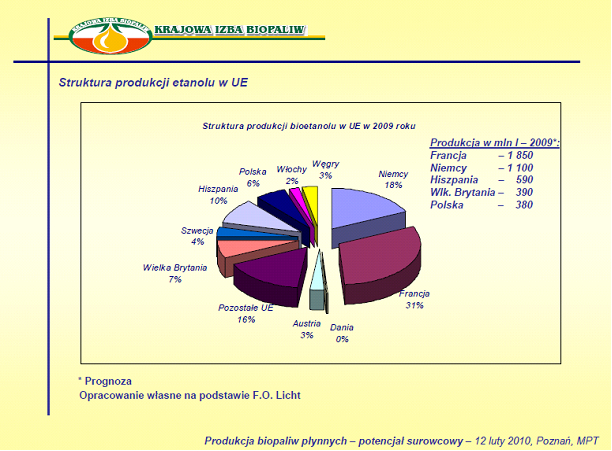 KRAJOWA IZBA BIOPALIW
KRAJOWA IZBA BIOPALIW
Struktura produkcji etanolu w UE
Struktura produkcji bioetanolu w UE w 2009 roku
Produkcja w mln l – 2009*:
Francja – 1 850
Niemcy – 1 100
Hiszpania – 590
Wlk. Brytania – 390
Polska – 380
Węgry
3%
Włochy
2%
Polska
6%
Niemcy
18%
Hiszpania
10%
Szwecja
4%
Wielka Brytania
7%
Francja
31%
Pozostałe UE
16%
Austria
3%
Dania
0%
* Prognoza
Opracowanie własne na podstawie F.O. Licht
Produkcja biopaliw płynnych – potencjał surowcowy – 12 luty 2010, Poznań, MPT